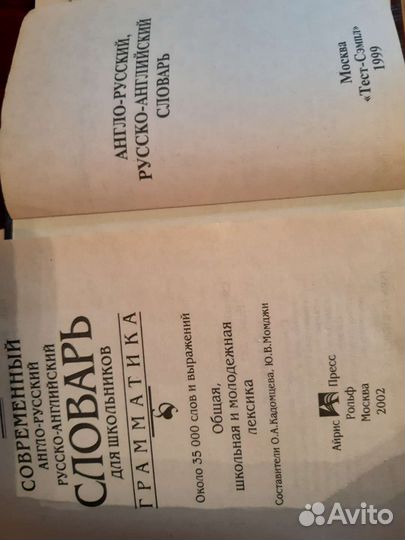 АНГЛО-РУССКИЙ,
РУССКО-АНГЛИЙСКИЙ
СЛОВАРЬ
Москва
«Тест-Сэмпл»
1999
СОВРЕМЕННЫЙ
АНГЛО-РУССКИЙ
РУССКО-АНГЛИЙСКИЙ
СЛОВАРЬ
ДЛЯ ШКОЛЬНИКОВ
ГРАММАТИКА
Около 35 000 слов и выражений
Общая,
школьная и молодежная
лексика
Составители О.А.Кадомцева, Ю.В.Момджи
Айрис Пресс
Рольф
Москва
2002
Avito